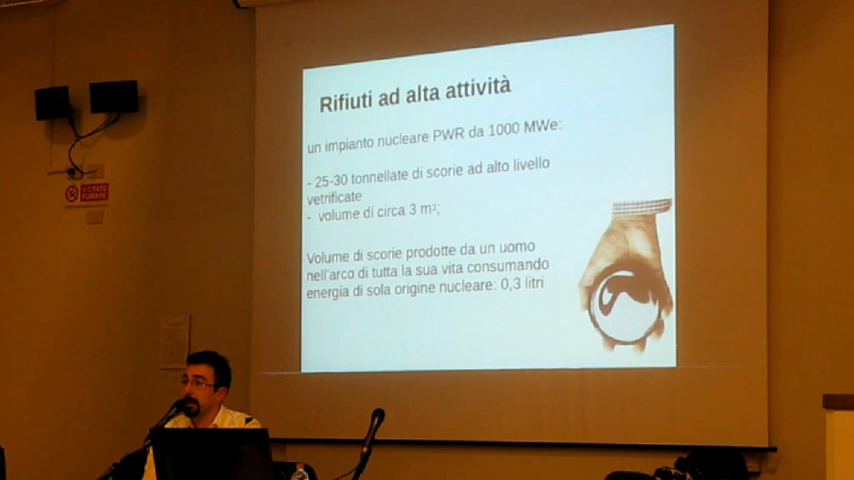 Rifiuti ad alta attività
un impianto nucleare PWR da 1000 MWe:
- 25-30 tonnellate di scorie ad alto livello
vetrificate
- volume di circa 3 m³;
Volume di scorie prodotte da un uomo
nell'arco di tutta la sua vita consumando
energia di sola origine nucleare: 0,3 litri
VIETATO
FUMARE